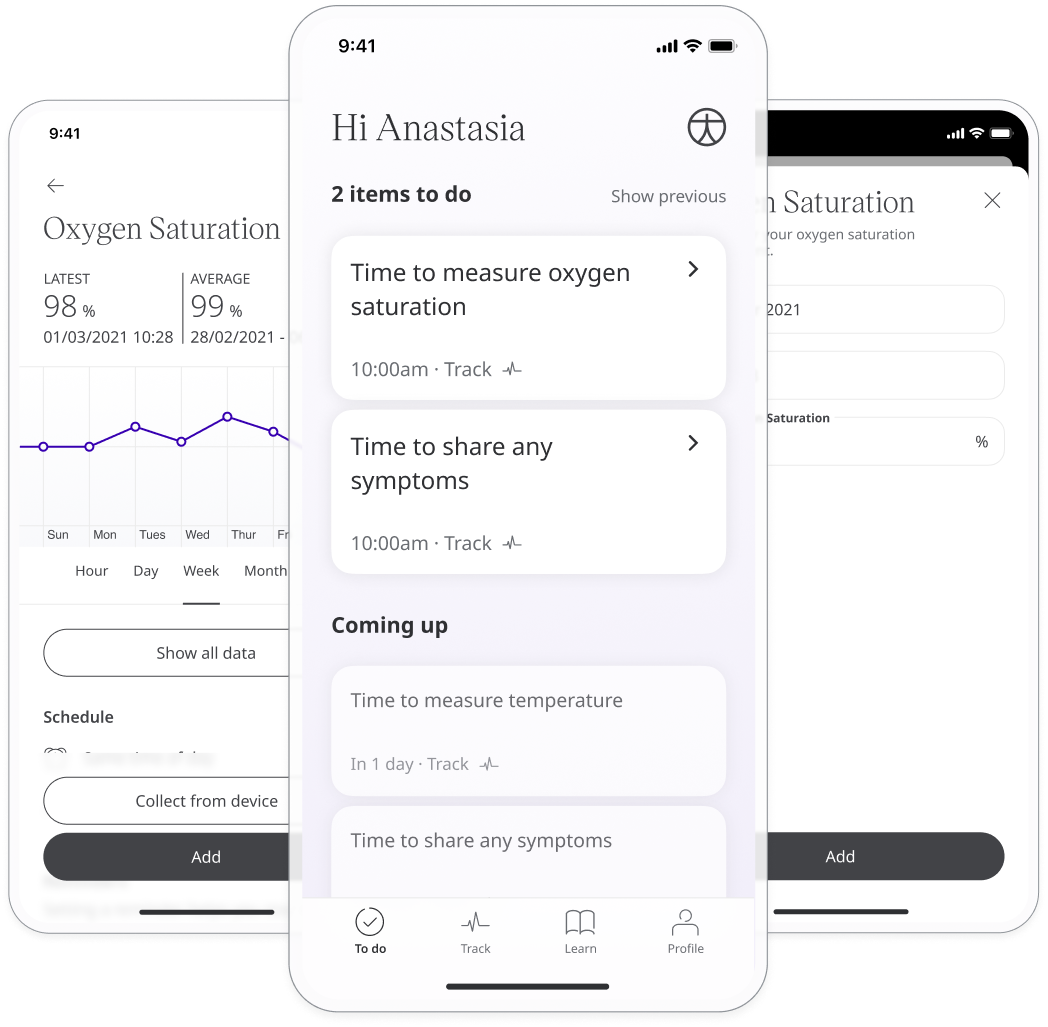 9:41
Oxygen Saturation
LATEST
98 %
01/03/2021 10:28
AVERAGE
99 %
28/02/2021 -
Sun Mon Tues Wed Thur Fr
Hour Day Week Month
Show all data
Schedule
Collect from device
Add
9:41
Hi Anastasia
2 items to do
Show previous
Time to measure oxygen
saturation
10:00am · Track
Time to share any
symptoms
10:00am · Track
Coming up
Time to measure temperature
In 1 day · Track
Time to share any symptoms
To do Track Learn Profile
n Saturation
your oxygen saturation
2021
Saturation
%
Add